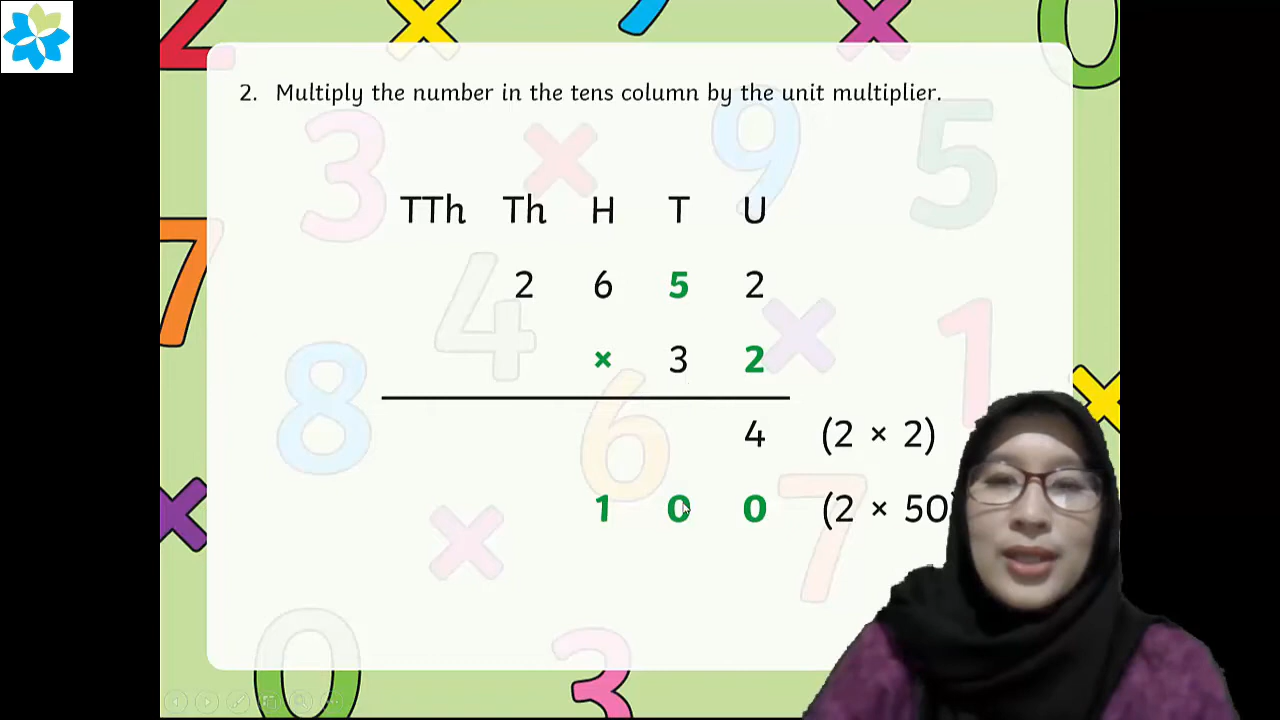 2. Multiply the number in the tens column by the unit multiplier.
TTh Th H T U
2 6 5 2
× 3 2
4 (2 × 2)
1 0 0 (2 × 50)